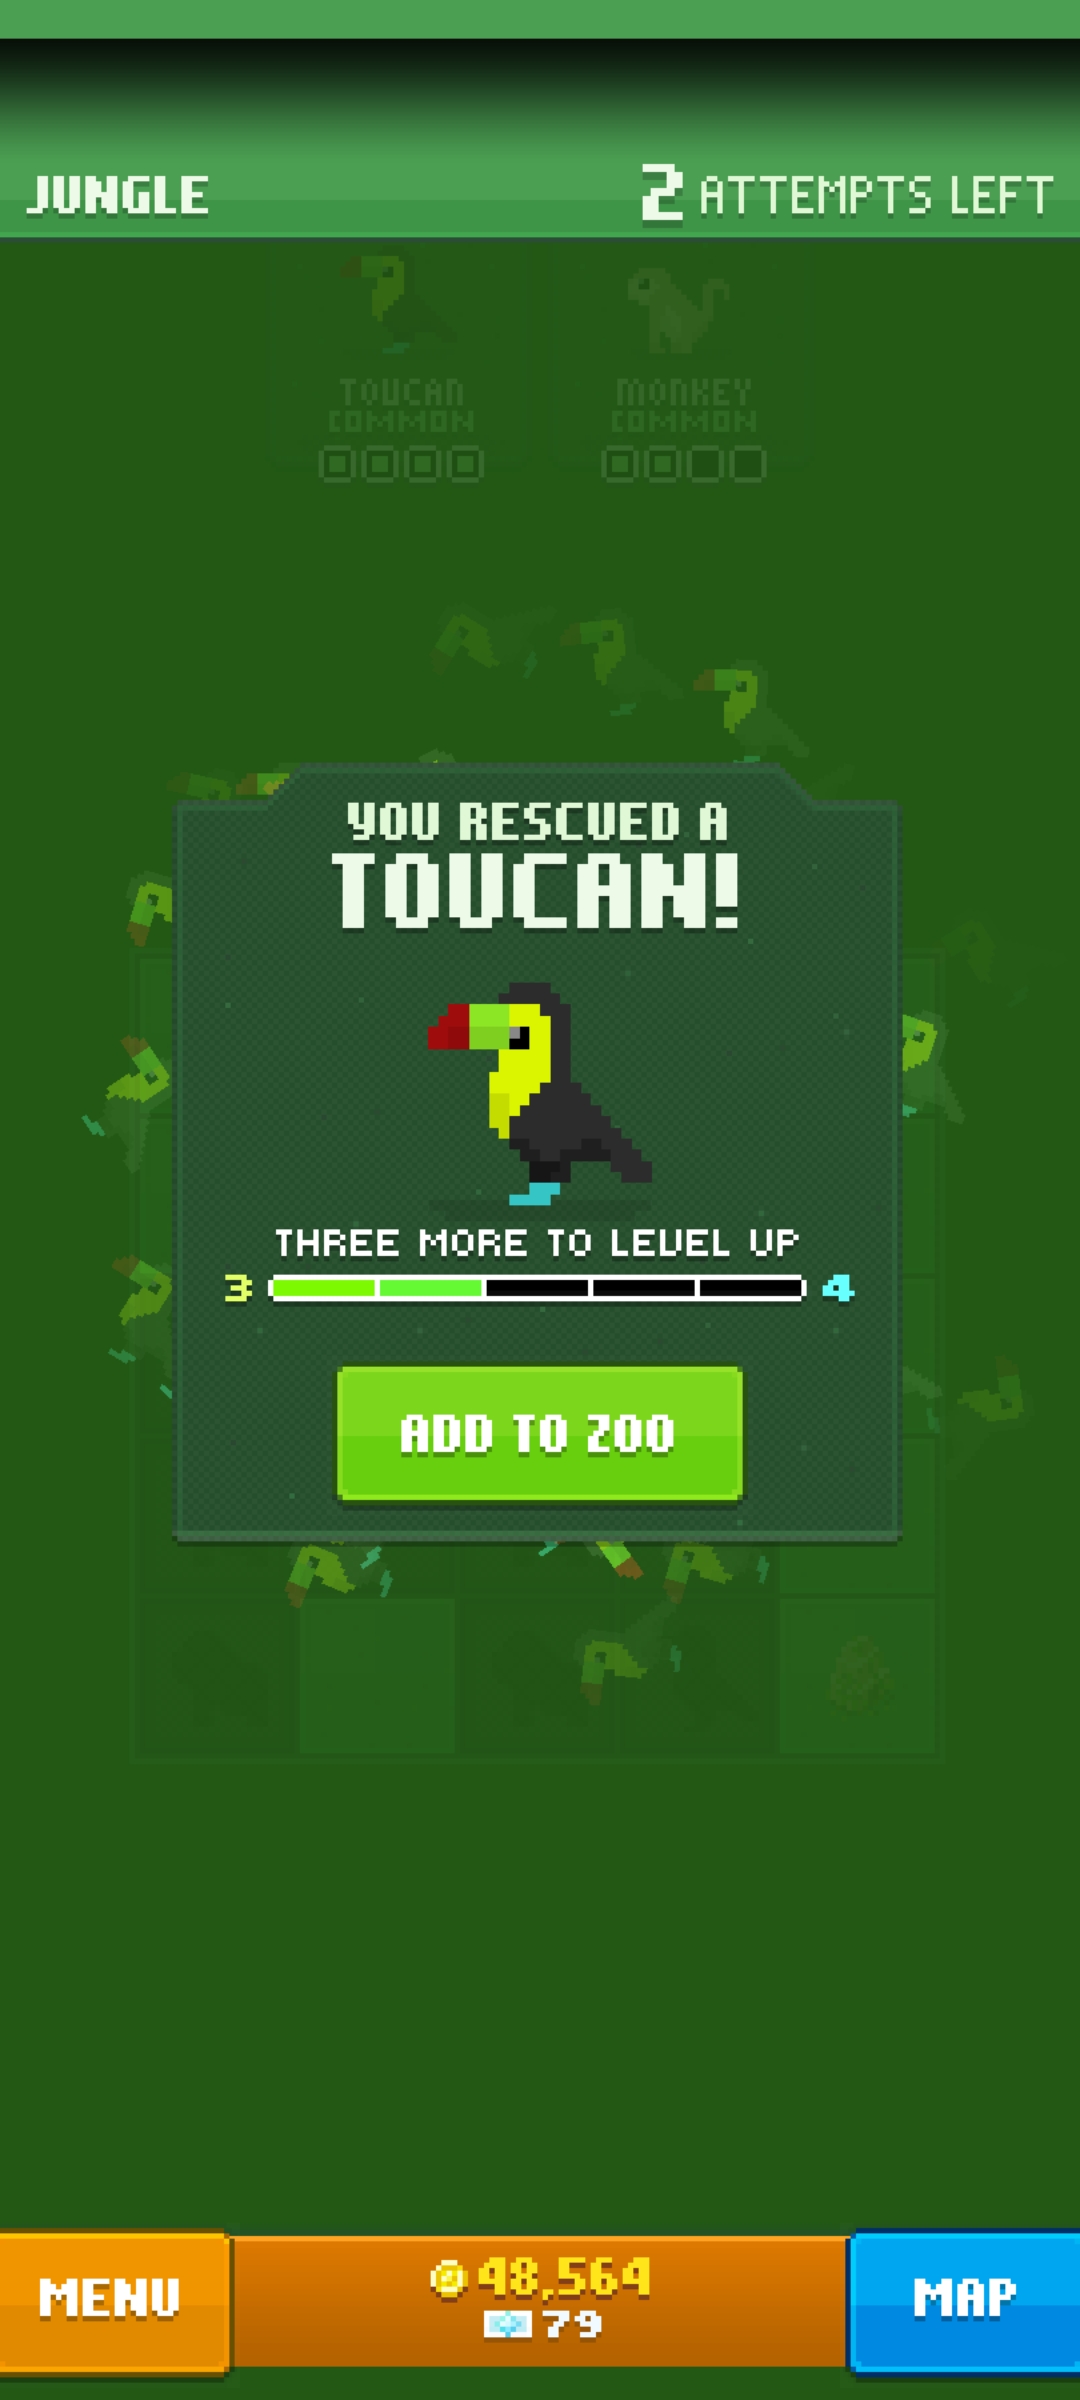 JUNGLE
2 ATTEMPTS LEFT
TOUCAN
COMMON
MONKEY
COMMON
YOU RESCUED A
TOUCAN!
THREE MORE TO LEVEL UP
3
4
ADD TO ZOO
MENU
48,564
79
MAP